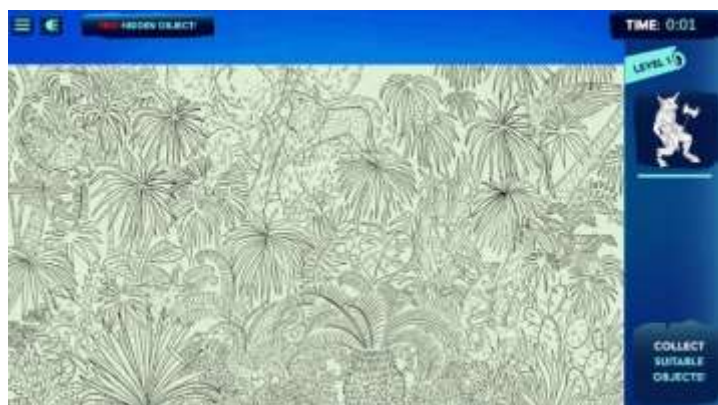 HIDDEN OBJECT!
TIME: 0:01
LEVEL 1
COLLECT
SUITABLE
OBJECTS!